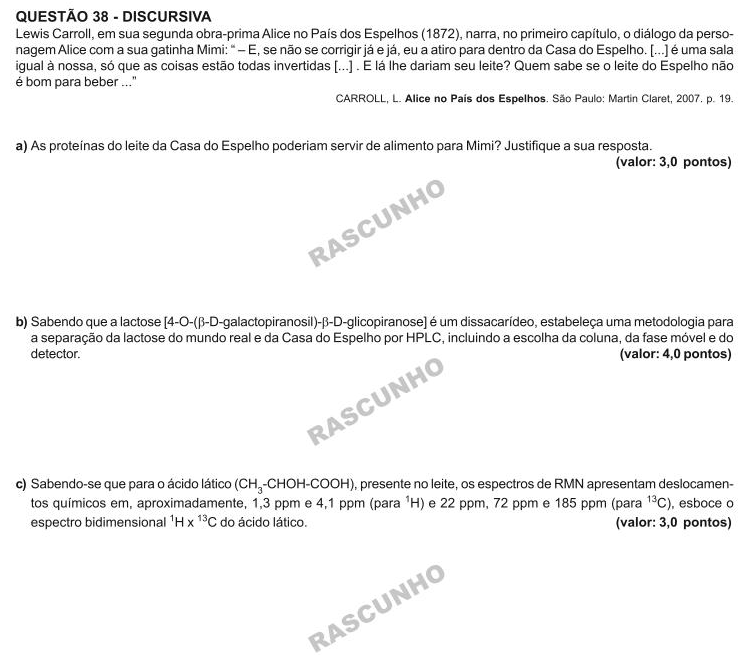 QUESTÃO 38 - DISCURSIVA
Lewis Carroll, em sua segunda obra-prima Alice no País dos Espelhos (1872), narra, no primeiro capítulo, o diálogo da perso-
nagem Alice com a sua gatinha Mimi: “ – E, se não se corrigir já e já, eu a atiro para dentro da Casa do Espelho. [...] é uma sala
igual à nossa, só que as coisas estão todas invertidas [...] . E lá lhe dariam seu leite? Quem sabe se o leite do Espelho não
é bom para beber ...”
CARROLL, L. Alice no País dos Espelhos. São Paulo: Martin Claret, 2007. p. 19.
a) As proteínas do leite da Casa do Espelho poderiam servir de alimento para Mimi? Justifique a sua resposta.
(valor: 3,0 pontos)
RASCUNHO
b) Sabendo que a lactose [4-O-(β-D-galactopiranosil)-β-D-glicopiranose] é um dissacarídeo, estabeleça uma metodologia para
a separação da lactose do mundo real e da Casa do Espelho por HPLC, incluindo a escolha da coluna, da fase móvel e do
detector. (valor: 4,0 pontos)
RASCUNHO
c) Sabendo-se que para o ácido lático (CH₃-CHOH-COOH), presente no leite, os espectros de RMN apresentam deslocamen-
tos químicos em, aproximadamente, 1,3 ppm e 4,1 ppm (para ¹H) e 22 ppm, 72 ppm e 185 ppm (para ¹³C), esboce o
espectro bidimensional ¹H x ¹³C do ácido lático. (valor: 3,0 pontos)
RASCUNHO